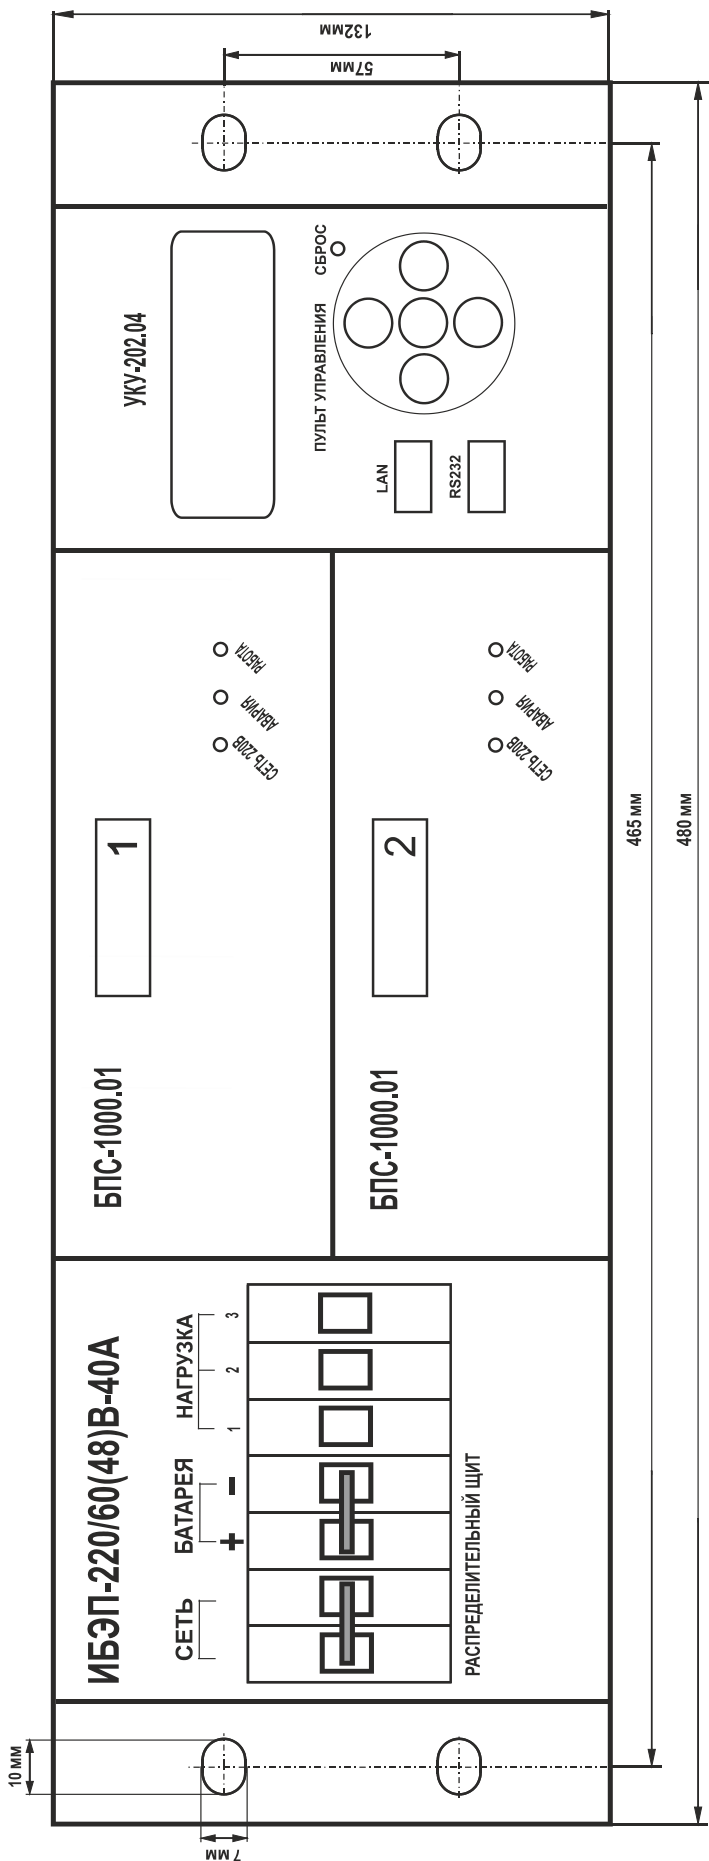 ИБЭП-220/60(48)В-40А
СЕТЬ
БАТАРЕЯ
+ -
НАГРУЗКА
1 2 3
РАСПРЕДЕЛИТЕЛЬНЫЙ ЩИТ
БПС-1000.01
1
СЕТЬ 220В
АВАРИЯ
РАБОТА
БПС-1000.01
2
СЕТЬ 220В
АВАРИЯ
РАБОТА
УКУ-202.04
ПУЛЬТ УПРАВЛЕНИЯ
СБРОС
LAN
RS232
10 мм
7 мм
57мм
132мм
465 мм
480 мм